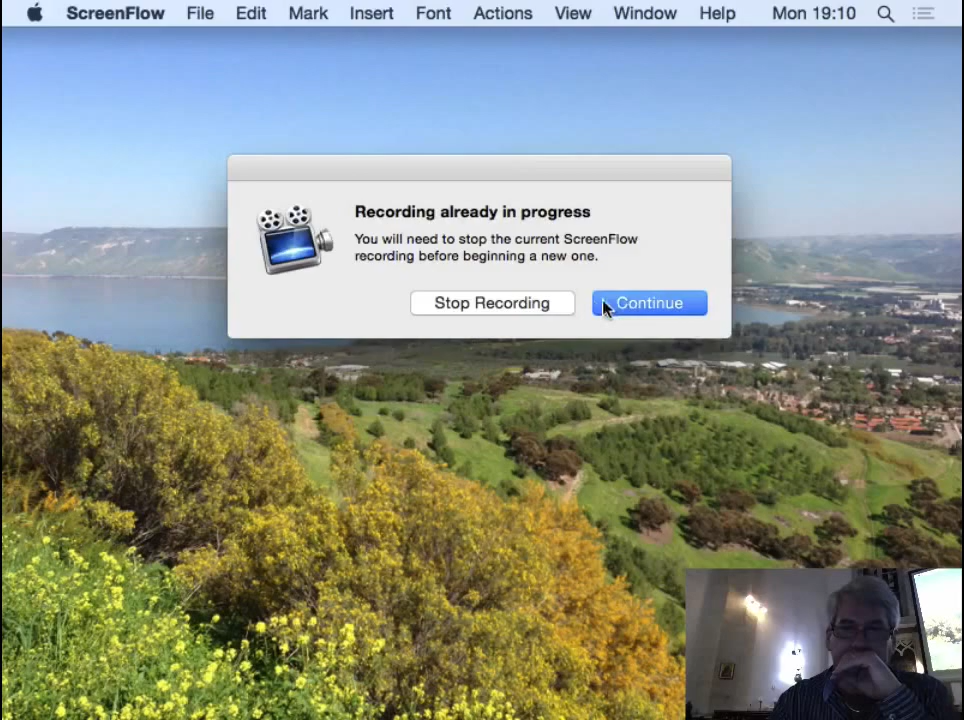 ScreenFlow File Edit Mark Insert Font Actions View Window Help Mon 19:10
Recording already in progress
You will need to stop the current ScreenFlow
recording before beginning a new one.
Stop Recording Continue